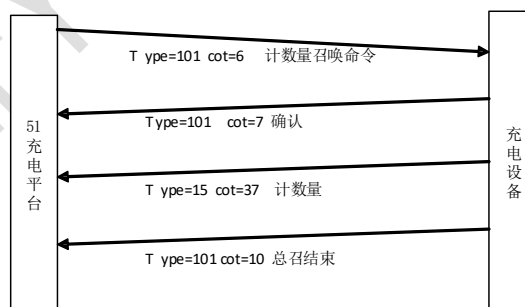 T ype=101 cot=6 计数量召唤命令
Type=101 cot=7 确认
51
充
电
平
台
充
电
设
备
T ype=15 cot=37 计数量
T ype=101 cot=10 总召结束